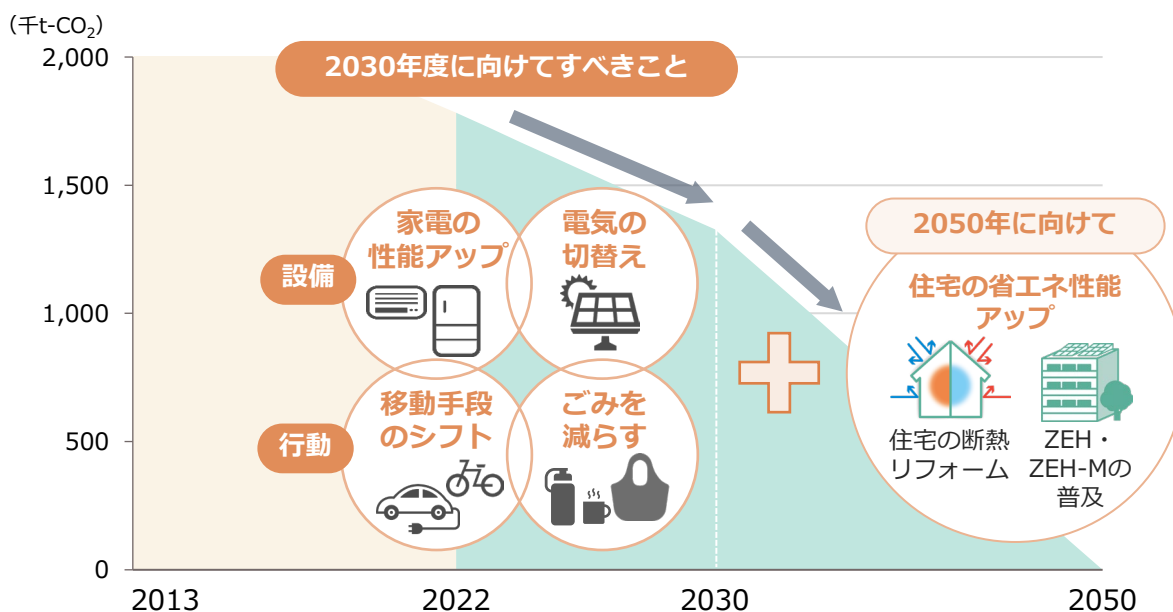 （千t-CO₂）
2,000
1,500
1,000
500
0
2013
2022
2030
2050
2030年度に向けてすべきこと
設備
家電の
性能アップ
電気の
切替え
行動
移動手段
のシフト
ごみを
減らす
2050年に向けて
住宅の省エネ性能
アップ
住宅の断熱
リフォーム
ZEH・
ZEH-Mの
普及